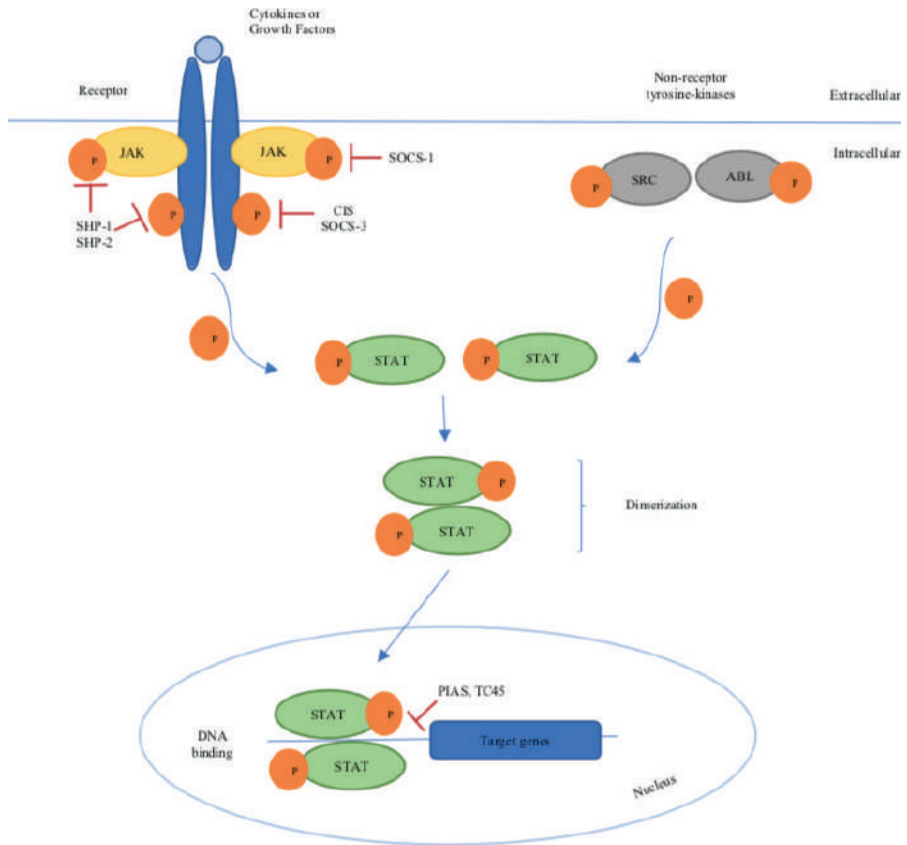 Cytokines or
Growth Factors
Receptor
Non-receptor
tyrosine-kinases
Extracellular
Intracellular
P
JAK
JAK
P
SOCS-1
P
SRC
ABL
P
SHP-1
SHP-2
P
P
CIS
SOCS-3
P
P
P
STAT
P
STAT
STAT
P
P
STAT
Dimerization
PIAS, TC45
STAT
P
DNA
binding
Target genes
P
STAT
Nucleus